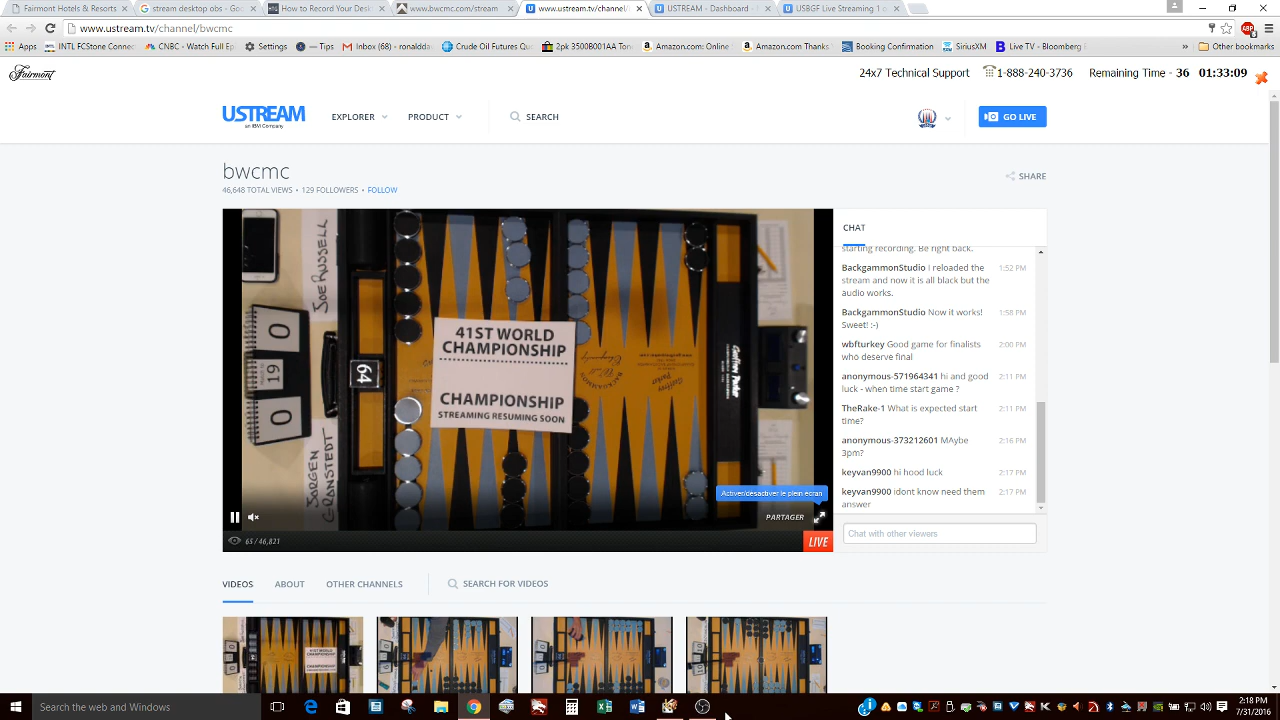 Fairmont Hotels & Resorts
stream desktop obs - Go
How to Record Your Desk
www.bwcmc.com/stream
www.ustream.tv/channel/
USTREAM - Dashboard -
USBGF Live Streaming 1 o
www.ustream.tv/channel/bwcmc
Apps
INTL FCStone Connect
CNBC - Watch Full Ep
Settings
— Tips
Inbox (68) - ronalddac
Crude Oil Futures Quo
2pk 3500B001AA Tone
Amazon.com: Online
Amazon.com Thanks
Booking Confirmation
SiriusXM
Live TV - Bloomberg
Other bookmarks
Fairmont
24x7 Technical Support 1-888-240-3736 Remaining Time - 36 01:33:09
USTREAM
an IBM Company
EXPLORER
PRODUCT
SEARCH
GO LIVE
bwcmc
46,648 TOTAL VIEWS • 129 FOLLOWERS • FOLLOW
SHARE
JOE RUSSELL
0
19
0
JORGEN GRANSTEDT
64
41ST WORLD
CHAMPIONSHIP
CHAMPIONSHIP
STREAMING RESUMING SOON
Geoffrey Parker
Activer/désactiver le plein écran
PARTAGER
65 / 46,821
LIVE
CHAT
starting recording. Be right back.
BackgammonStudio I reloaded the 1:52 PM
stream and now it is all black but the
audio works.
BackgammonStudio Now it works! 1:58 PM
Sweet! :-)
wbfturkey Good game for finalists 2:00 PM
who deserve final
anonymous-571964341 hi and good 2:11 PM
luck - when time start game ?
TheRake-1 What is expected start 2:11 PM
time?
anonymous-373212601 MAybe 2:16 PM
3pm?
keyvan9900 hi hood luck 2:17 PM
keyvan9900 idont know need them 2:17 PM
answer
Chat with other viewers
VIDEOS
ABOUT
OTHER CHANNELS
SEARCH FOR VIDEOS
41ST WORLD
CHAMPIONSHIP
Search the web and Windows
2:18 PM
7/31/2016